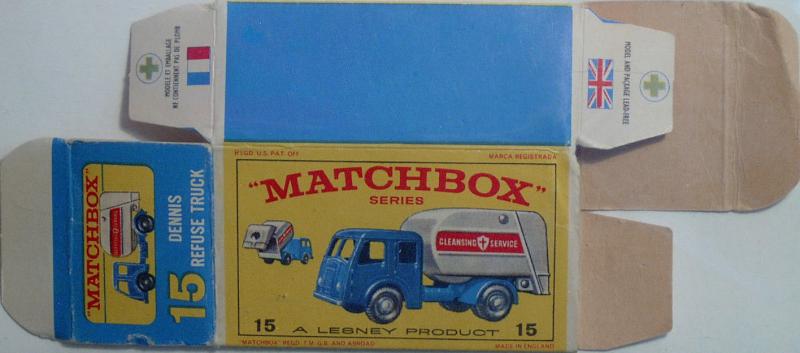 MODELE ET EMBALLAGE
NE CONTIENNENT PAS DE PLOMB
MODEL AND PACKAGE LEAD-FREE
"MATCHBOX"
15
DENNIS
REFUSE TRUCK
REGD. U.S. PAT. OFF
MARCA REGISTRADA
"MATCHBOX"
SERIES
CLEANSING SERVICE
15 A LESNEY PRODUCT 15
"MATCHBOX" REGD. T.M. G.B. AND ABROAD
MADE IN ENGLAND